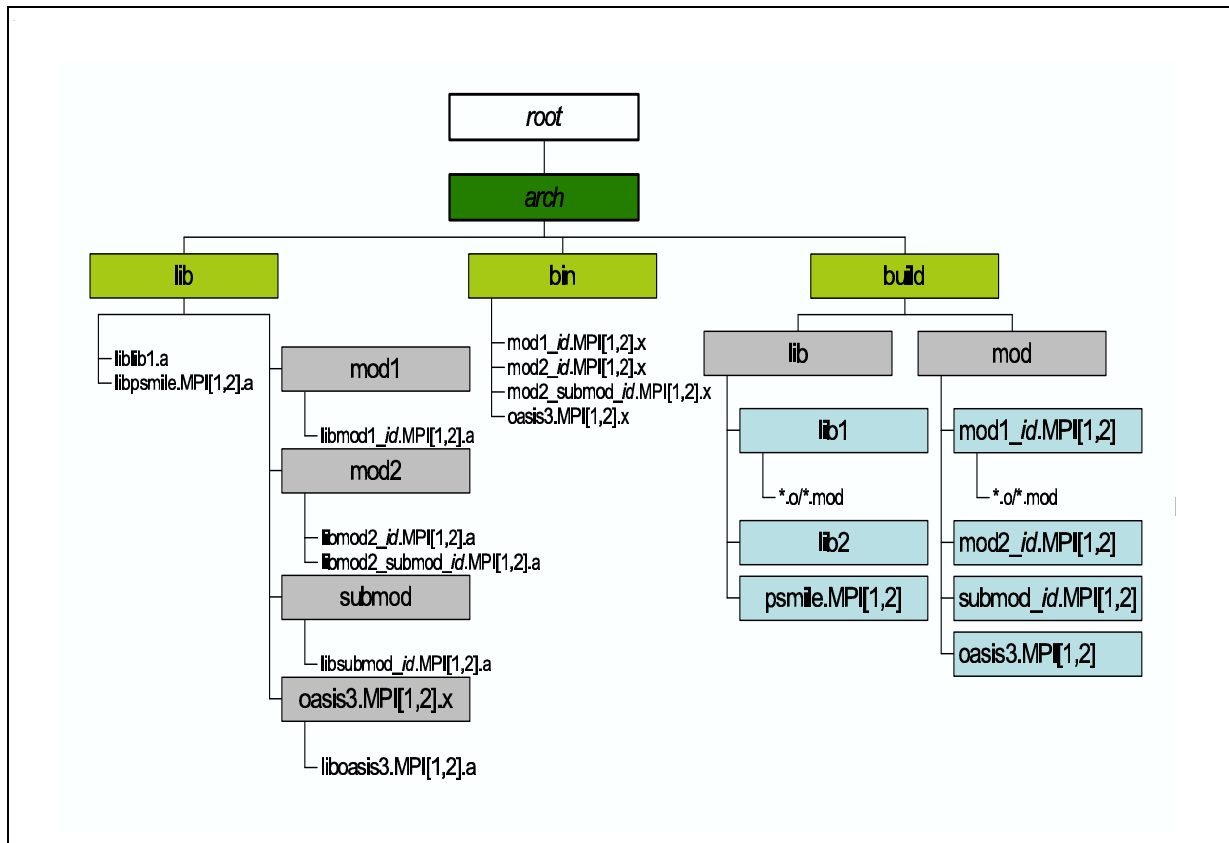 root
arch
lib
bin
build
liblib1.a
libpsmile.MPI[1,2].a
mod1
libmod1_id.MPI[1,2].a
mod2
libmod2_id.MPI[1,2].a
libmod2_submod_id.MPI[1,2].a
submod
libsubmod_id.MPI[1,2].a
oasis3.MPI[1,2].x
liboasis3.MPI[1,2].a
mod1_id.MPI[1,2].x
mod2_id.MPI[1,2].x
mod2_submod_id.MPI[1,2].x
oasis3.MPI[1,2].x
lib
lib1
*.o/*.mod
lib2
psmile.MPI[1,2]
mod
mod1_id.MPI[1,2]
*.o/*.mod
mod2_id.MPI[1,2]
submod_id.MPI[1,2]
oasis3.MPI[1,2]